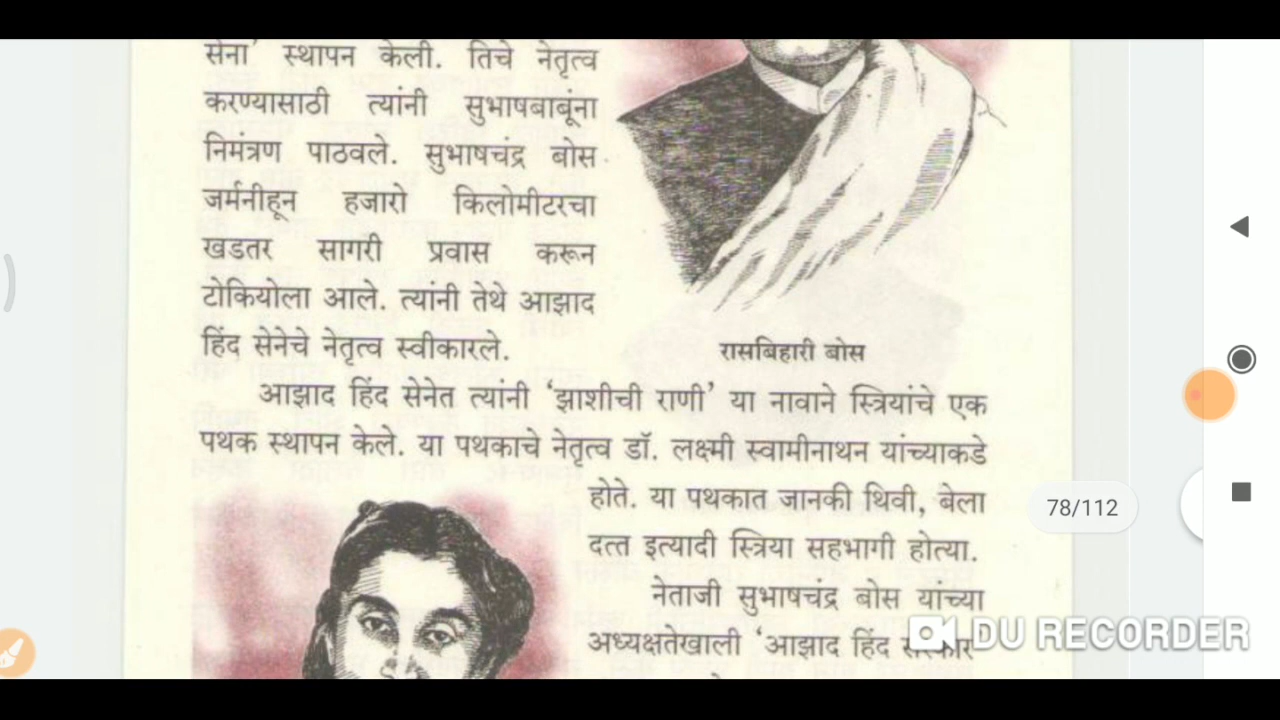 सेना’ स्थापन केली. तिचे नेतृत्व
करण्यासाठी त्यांनी सुभाषबाबूंना
निमंत्रण पाठवले. सुभाषचंद्र बोस
जर्मनीहून हजारो किलोमीटरचा
खडतर सागरी प्रवास करून
टोकियोला आले. त्यांनी तेथे आझाद
हिंद सेनेचे नेतृत्व स्वीकारले.
रासबिहारी बोस
आझाद हिंद सेनेत त्यांनी ‘झाशीची राणी’ या नावाने स्त्रियांचे एक
पथक स्थापन केले. या पथकाचे नेतृत्व डॉ. लक्ष्मी स्वामीनाथन यांच्याकडे
होते. या पथकात जानकी थिवी, बेला
दत्त इत्यादी स्त्रिया सहभागी होत्या.
नेताजी सुभाषचंद्र बोस यांच्या
अध्यक्षतेखाली ‘आझाद हिंद सरकार
78/112
DU RECORDER